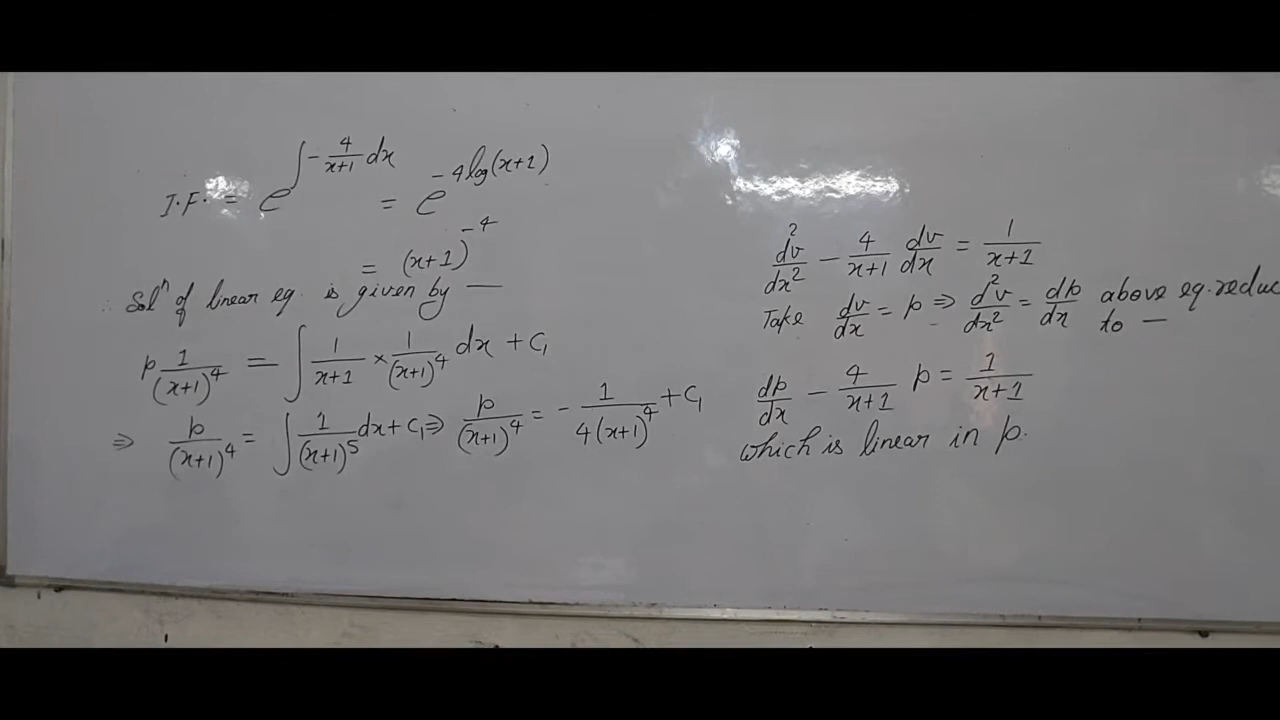 I.F. = e^{∫ -4/(x+1) dx} = e^{-4log(x+1)}
= (x+1)^{-4}
∴ Solⁿ of linear eq. is given by —
p 1/(x+1)^4 = ∫ 1/(x+1) × 1/(x+1)^4 dx + C₁
⇒ p/(x+1)^4 = ∫ 1/(x+1)^5 dx + C₁ ⇒ p/(x+1)^4 = - 1/4(x+1)^4 + C₁
d²v/dx² - 4/(x+1) dv/dx = 1/(x+1)
Take dv/dx = p ⇒ d²v/dx² = dp/dx above eq. reduc
to —
dp/dx - 4/(x+1) p = 1/(x+1)
which is linear in p.